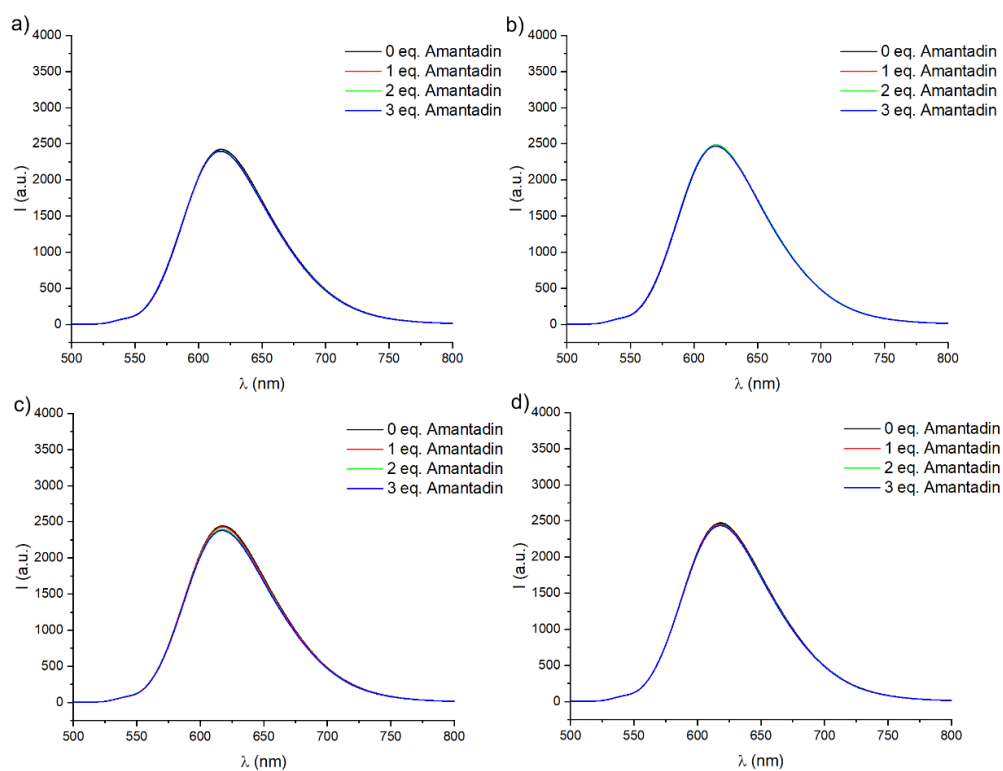 a)
4000
3500
3000
2500
2000
1500
1000
500
0
I (a.u.)
0 eq. Amantadin
1 eq. Amantadin
2 eq. Amantadin
3 eq. Amantadin
500 550 600 650 700 750 800
λ (nm)
b)
4000
3500
3000
2500
2000
1500
1000
500
0
I (a.u.)
0 eq. Amantadin
1 eq. Amantadin
2 eq. Amantadin
3 eq. Amantadin
500 550 600 650 700 750 800
λ (nm)
c)
4000
3500
3000
2500
2000
1500
1000
500
0
I (a.u.)
0 eq. Amantadin
1 eq. Amantadin
2 eq. Amantadin
3 eq. Amantadin
500 550 600 650 700 750 800
λ (nm)
d)
4000
3500
3000
2500
2000
1500
1000
500
0
I (a.u.)
0 eq. Amantadin
1 eq. Amantadin
2 eq. Amantadin
3 eq. Amantadin
500 550 600 650 700 750 800
λ (nm)